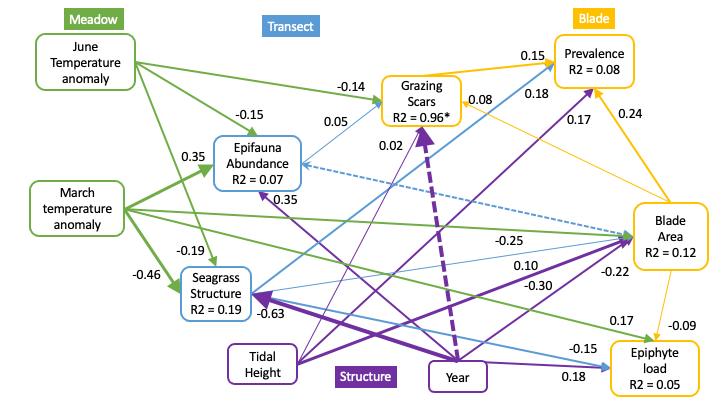 Meadow
Transect
Blade
June
Temperature
anomaly
Grazing
Scars
R2 = 0.96*
Prevalence
R2 = 0.08
-0.14
0.15
0.18
0.08
0.17
0.24
-0.15
0.05
0.02
Epifauna
Abundance
R2 = 0.07
0.35
0.35
March
temperature
anomaly
Blade
Area
R2 = 0.12
-0.19
-0.25
-0.46
Seagrass
Structure
R2 = 0.19
0.10
-0.22
-0.30
-0.63
0.17
-0.09
Tidal
Height
Structure
Year
-0.15
0.18
Epiphyte
load
R2 = 0.05